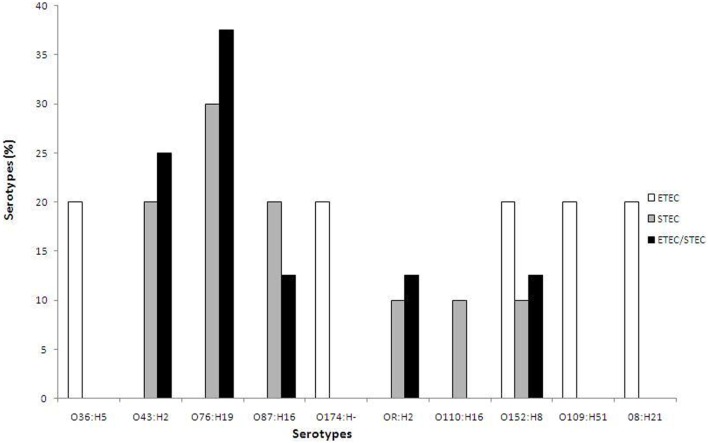 40
35
30
25
20
15
10
5
0
Serotypes (%)
O36:H5 O43:H2 O76:H19 O87:H16 O174:H- OR:H2 O110:H16 O152:H8 O109:H51 08:H21
Serotypes
ETEC
STEC
ETEC/STEC